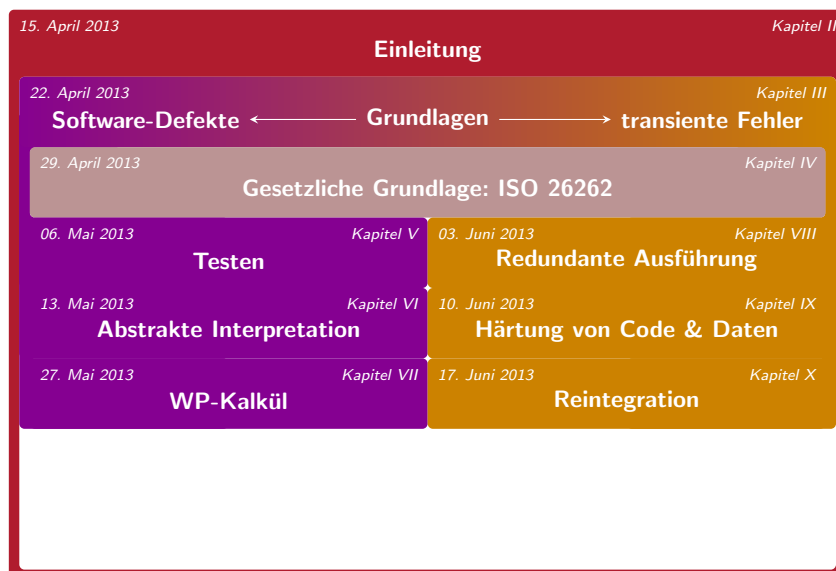 15. April 2013 Kapitel II
Einleitung
22. April 2013 Kapitel III
Software-Defekte Grundlagen transiente Fehler
29. April 2013 Kapitel IV
Gesetzliche Grundlage: ISO 26262
06. Mai 2013 Kapitel V
Testen
03. Juni 2013 Kapitel VIII
Redundante Ausführung
13. Mai 2013 Kapitel VI
Abstrakte Interpretation
10. Juni 2013 Kapitel IX
Härtung von Code & Daten
27. Mai 2013 Kapitel VII
WP-Kalkül
17. Juni 2013 Kapitel X
Reintegration